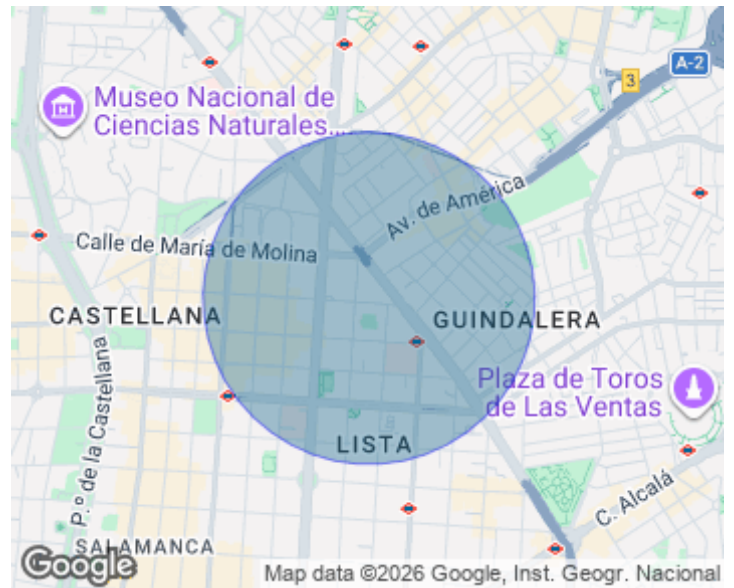 A-2
3
Museo Nacional de
Ciencias Naturales...
Av. de América
Calle de María de Molina
CASTELLANA
GUINDALERA
Plaza de Toros
de Las Ventas
P.º de la Castellana
LISTA
C. Alcalá
SALAMANCA
Google
Map data ©2026 Google, Inst. Geogr. Nacional